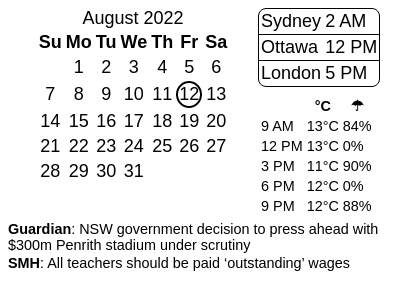 August 2022
Su Mo Tu We Th Fr Sa
1 2 3 4 5 6
7 8 9 10 11 12 13
14 15 16 17 18 19 20
21 22 23 24 25 26 27
28 29 30 31
Sydney 2 AM
Ottawa 12 PM
London 5 PM
°C ☂
9 AM 13°C 84%
12 PM 13°C 0%
3 PM 11°C 90%
6 PM 12°C 0%
9 PM 12°C 88%
Guardian: NSW government decision to press ahead with
$300m Penrith stadium under scrutiny
SMH: All teachers should be paid ‘outstanding’ wages